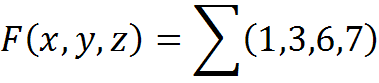 F(x, y, z) = ∑(1,3,6,7)